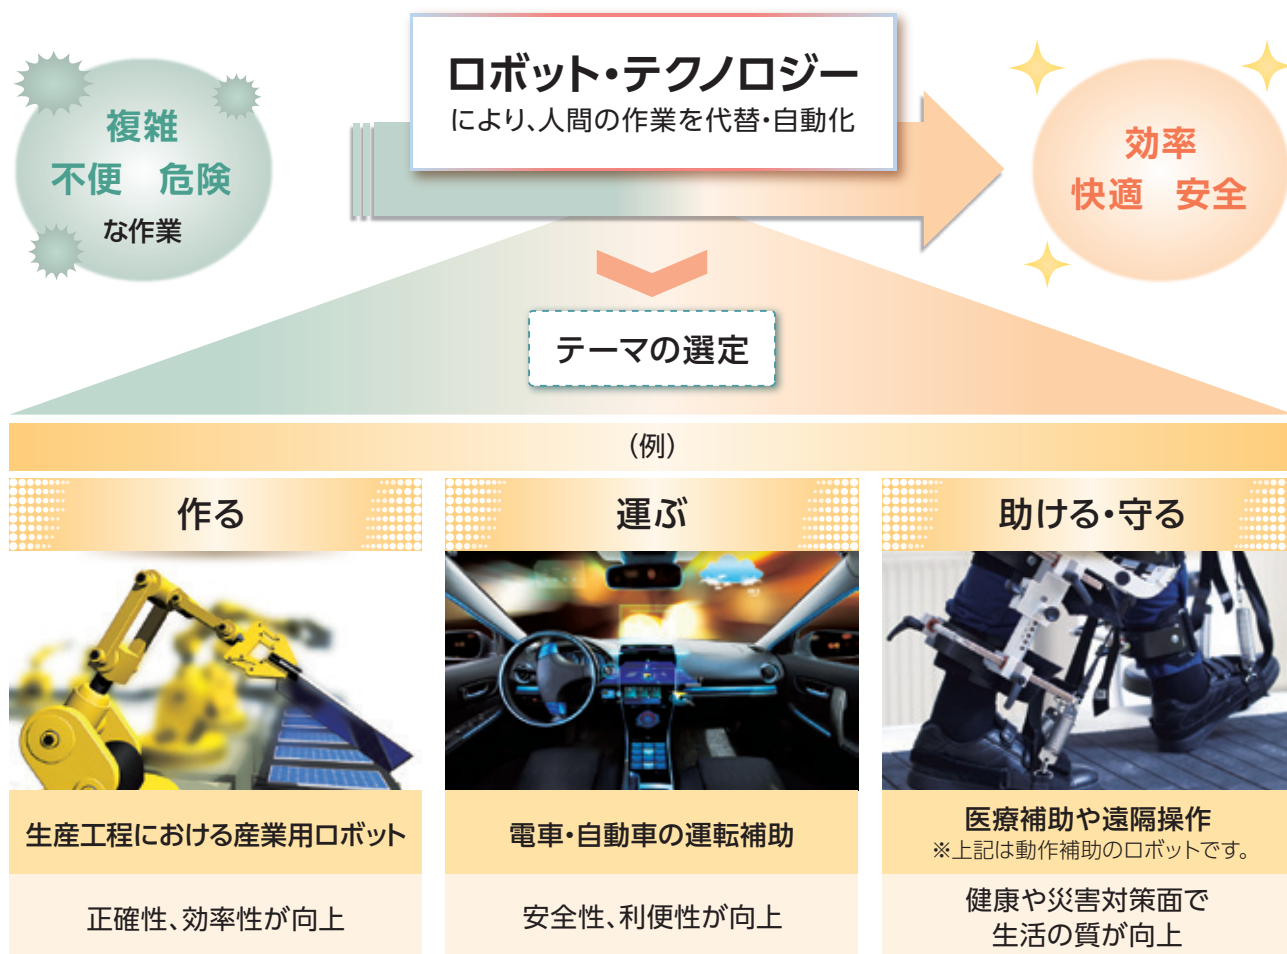 ロボット・テクノロジー
により、人間の作業を代替・自動化
複雑
不便 危険
な作業
効率
快適 安全
テーマの選定
(例)
作る
運ぶ
助ける・守る
生産工程における産業用ロボット
電車・自動車の運転補助
医療補助や遠隔操作
※上記は動作補助のロボットです。
正確性、効率性が向上
安全性、利便性が向上
健康や災害対策面で
生活の質が向上